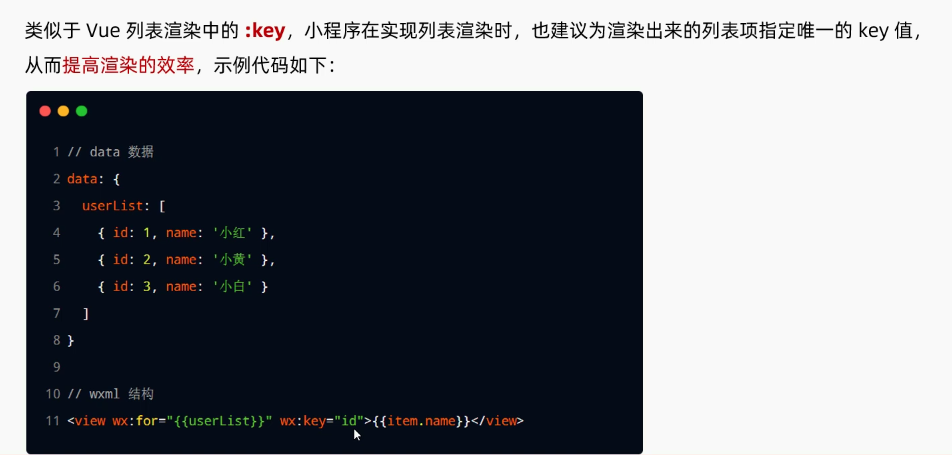 类似于 Vue 列表渲染中的 :key，小程序在实现列表渲染时，也建议为渲染出来的列表项指定唯一的 key 值，
从而提高渲染的效率，示例代码如下：
1 // data 数据
2 data: {
3   userList: [
4     { id: 1, name: '小红' },
5     { id: 2, name: '小黄' },
6     { id: 3, name: '小白' }
7   ]
8 }
9
10 // wxml 结构
11 <view wx:for="{{userList}}" wx:key="id">{{item.name}}</view>